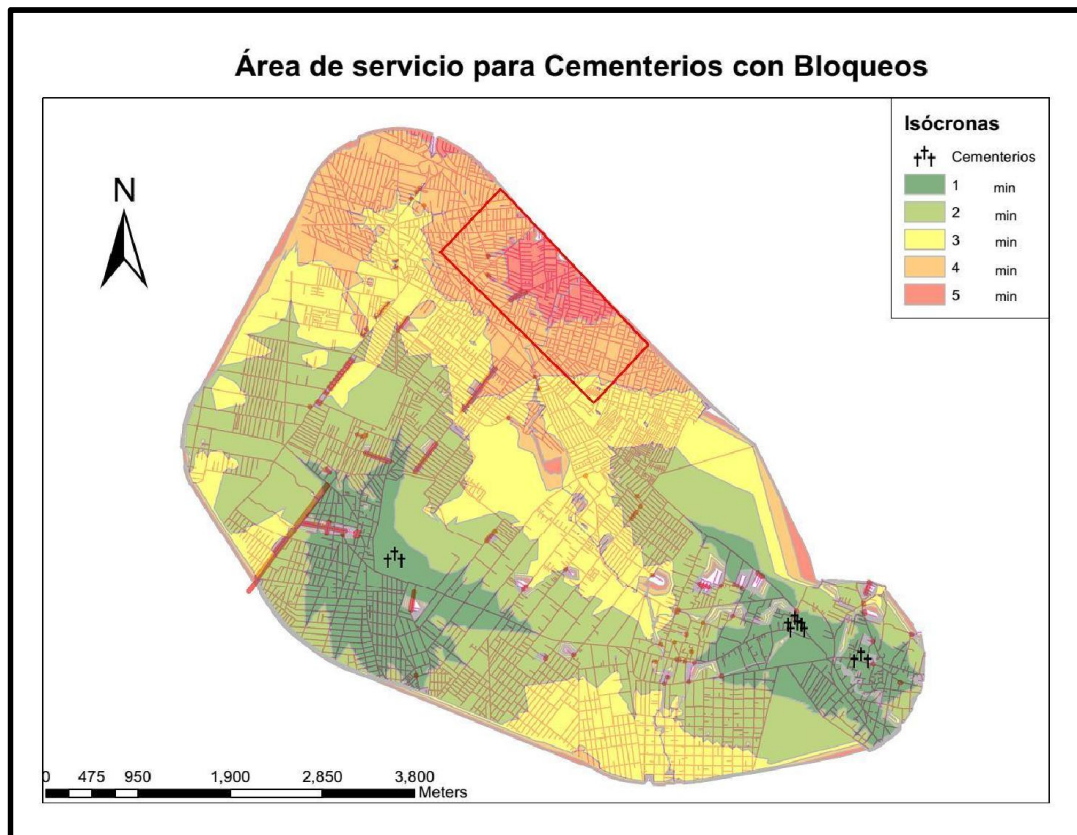 Área de servicio para Cementerios con Bloqueos
Isócronas
Cementerios
1 min
2 min
3 min
4 min
5 min
N
0 475 950 1,900 2,850 3,800
Meters